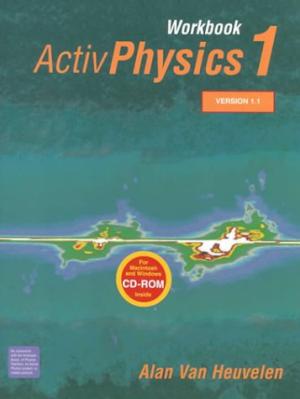 Workbook
ActivPhysics 1
VERSION 1.1
For
Macintosh
and Windows
CD-ROM
Inside
Alan Van Heuvelen